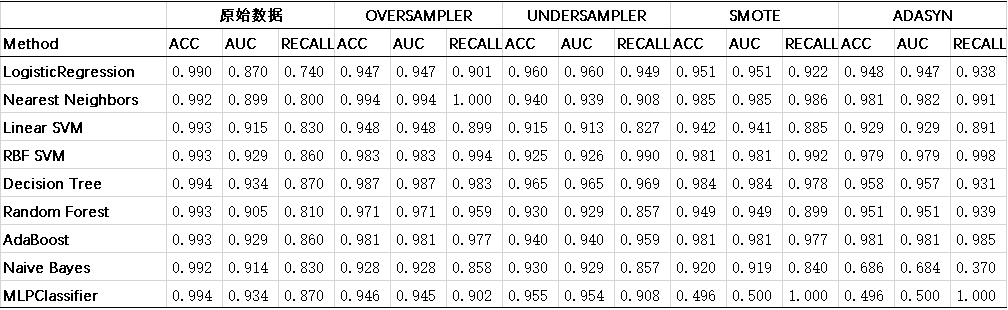 原始数据 OVERSAMPLER UNDERSAMPLER SMOTE ADASYN
Method ACC AUC RECALL ACC AUC RECALL ACC AUC RECALL ACC AUC RECALL ACC AUC RECALL
LogisticRegression 0.990 0.870 0.740 0.947 0.947 0.901 0.960 0.960 0.949 0.951 0.951 0.922 0.948 0.947 0.938
Nearest Neighbors 0.992 0.899 0.800 0.994 0.994 1.000 0.940 0.939 0.908 0.985 0.985 0.986 0.981 0.982 0.991
Linear SVM 0.993 0.915 0.830 0.948 0.948 0.899 0.915 0.913 0.827 0.942 0.941 0.885 0.929 0.929 0.891
RBF SVM 0.993 0.929 0.860 0.983 0.983 0.994 0.925 0.926 0.990 0.981 0.981 0.992 0.979 0.979 0.998
Decision Tree 0.994 0.934 0.870 0.987 0.987 0.983 0.965 0.965 0.969 0.984 0.984 0.978 0.958 0.957 0.931
Random Forest 0.993 0.905 0.810 0.971 0.971 0.959 0.930 0.929 0.857 0.949 0.949 0.899 0.951 0.951 0.939
AdaBoost 0.993 0.929 0.860 0.981 0.981 0.977 0.940 0.940 0.959 0.981 0.981 0.977 0.981 0.981 0.985
Naive Bayes 0.992 0.914 0.830 0.928 0.928 0.858 0.930 0.929 0.857 0.920 0.919 0.840 0.686 0.684 0.370
MLPClassifier 0.994 0.934 0.870 0.946 0.945 0.902 0.955 0.954 0.908 0.496 0.500 1.000 0.496 0.500 1.000